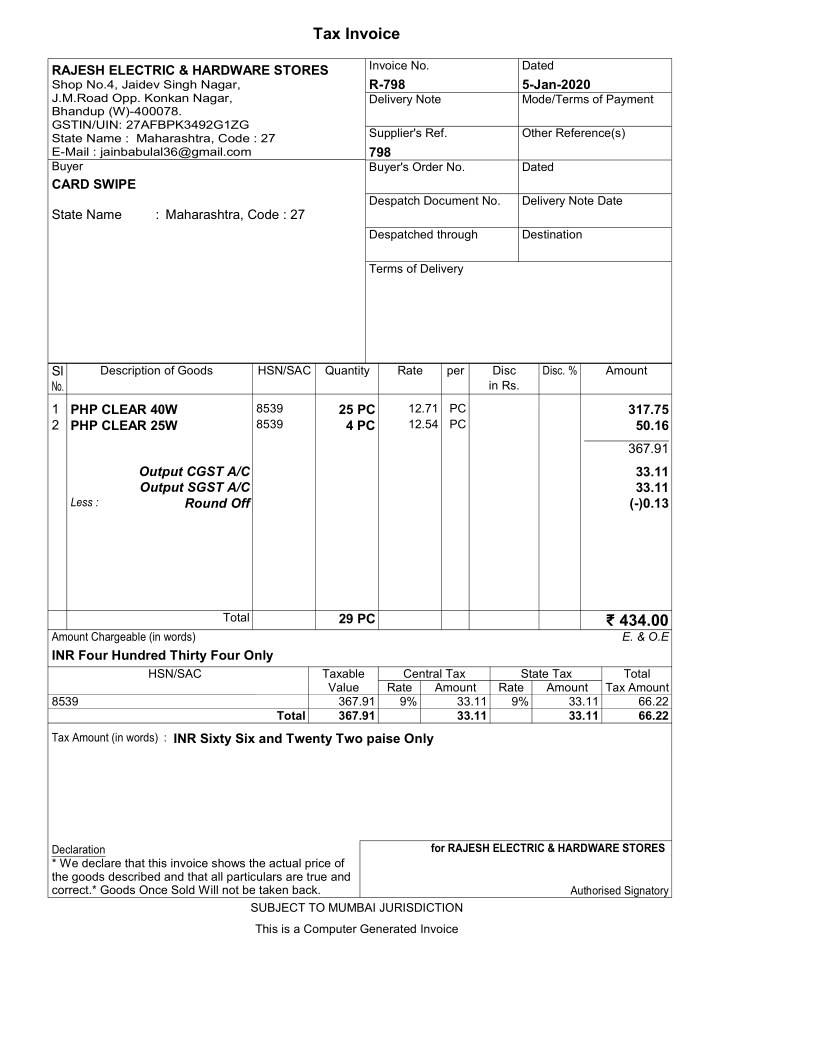 Tax Invoice
RAJESH ELECTRIC & HARDWARE STORES
Shop No.4, Jaidev Singh Nagar,
J.M.Road Opp. Konkan Nagar,
Bhandup (W)-400078.
GSTIN/UIN: 27AFBPK3492G1ZG
State Name : Maharashtra, Code : 27
E-Mail : jainbabulal36@gmail.com
Buyer
CARD SWIPE
State Name : Maharashtra, Code : 27
Invoice No. Dated
R-798 5-Jan-2020
Delivery Note Mode/Terms of Payment
Supplier's Ref. Other Reference(s)
798
Buyer's Order No. Dated
Despatch Document No. Delivery Note Date
Despatched through Destination
Terms of Delivery
Sl No. Description of Goods HSN/SAC Quantity Rate per Disc in Rs. Disc. % Amount
1 PHP CLEAR 40W 8539 25 PC 12.71 PC 317.75
2 PHP CLEAR 25W 8539 4 PC 12.54 PC 50.16
367.91
Output CGST A/C 33.11
Output SGST A/C 33.11
Less : Round Off (-)0.13
Total 29 PC ₹ 434.00
Amount Chargeable (in words) E. & O.E
INR Four Hundred Thirty Four Only
HSN/SAC Taxable Value Central Tax State Tax Total Tax Amount
Rate Amount Rate Amount
8539 367.91 9% 33.11 9% 33.11 66.22
Total 367.91 33.11 33.11 66.22
Tax Amount (in words) : INR Sixty Six and Twenty Two paise Only
Declaration
* We declare that this invoice shows the actual price of
the goods described and that all particulars are true and
correct.* Goods Once Sold Will not be taken back.
for RAJESH ELECTRIC & HARDWARE STORES
Authorised Signatory
SUBJECT TO MUMBAI JURISDICTION
This is a Computer Generated Invoice